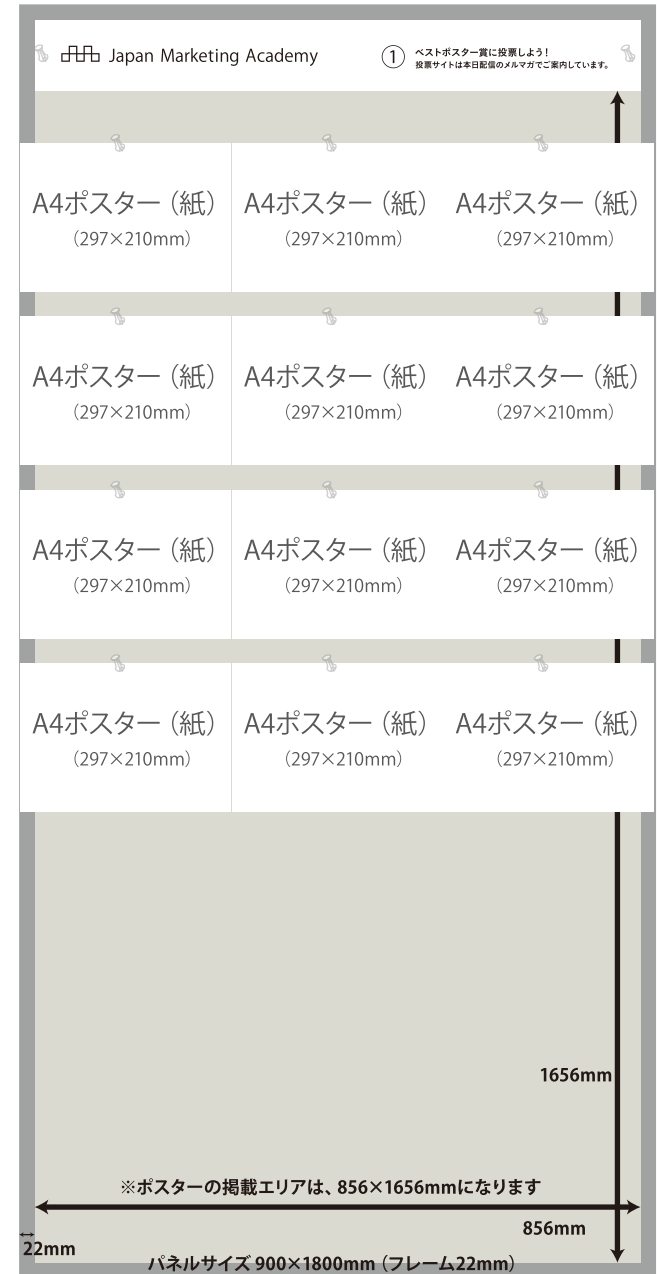 Japan Marketing Academy
① ベストポスター賞に投票しよう！
投票サイトは本日配信のメルマガでご案内しています。
A4ポスター（紙） A4ポスター（紙） A4ポスター（紙）
（297×210mm） （297×210mm） （297×210mm）
A4ポスター（紙） A4ポスター（紙） A4ポスター（紙）
（297×210mm） （297×210mm） （297×210mm）
A4ポスター（紙） A4ポスター（紙） A4ポスター（紙）
（297×210mm） （297×210mm） （297×210mm）
A4ポスター（紙） A4ポスター（紙） A4ポスター（紙）
（297×210mm） （297×210mm） （297×210mm）
1656mm
※ポスターの掲載エリアは、856×1656mmになります
856mm
22mm
パネルサイズ 900×1800mm（フレーム22mm）